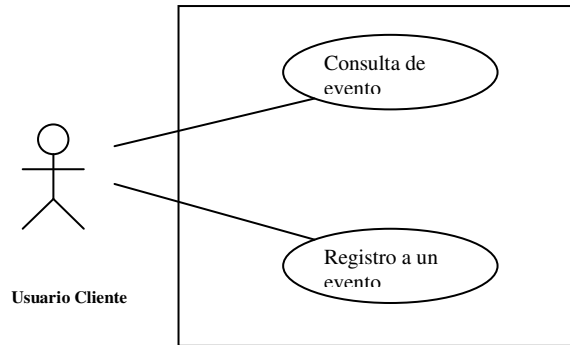 Consulta de
evento
Registro a un
evento
Usuario Cliente